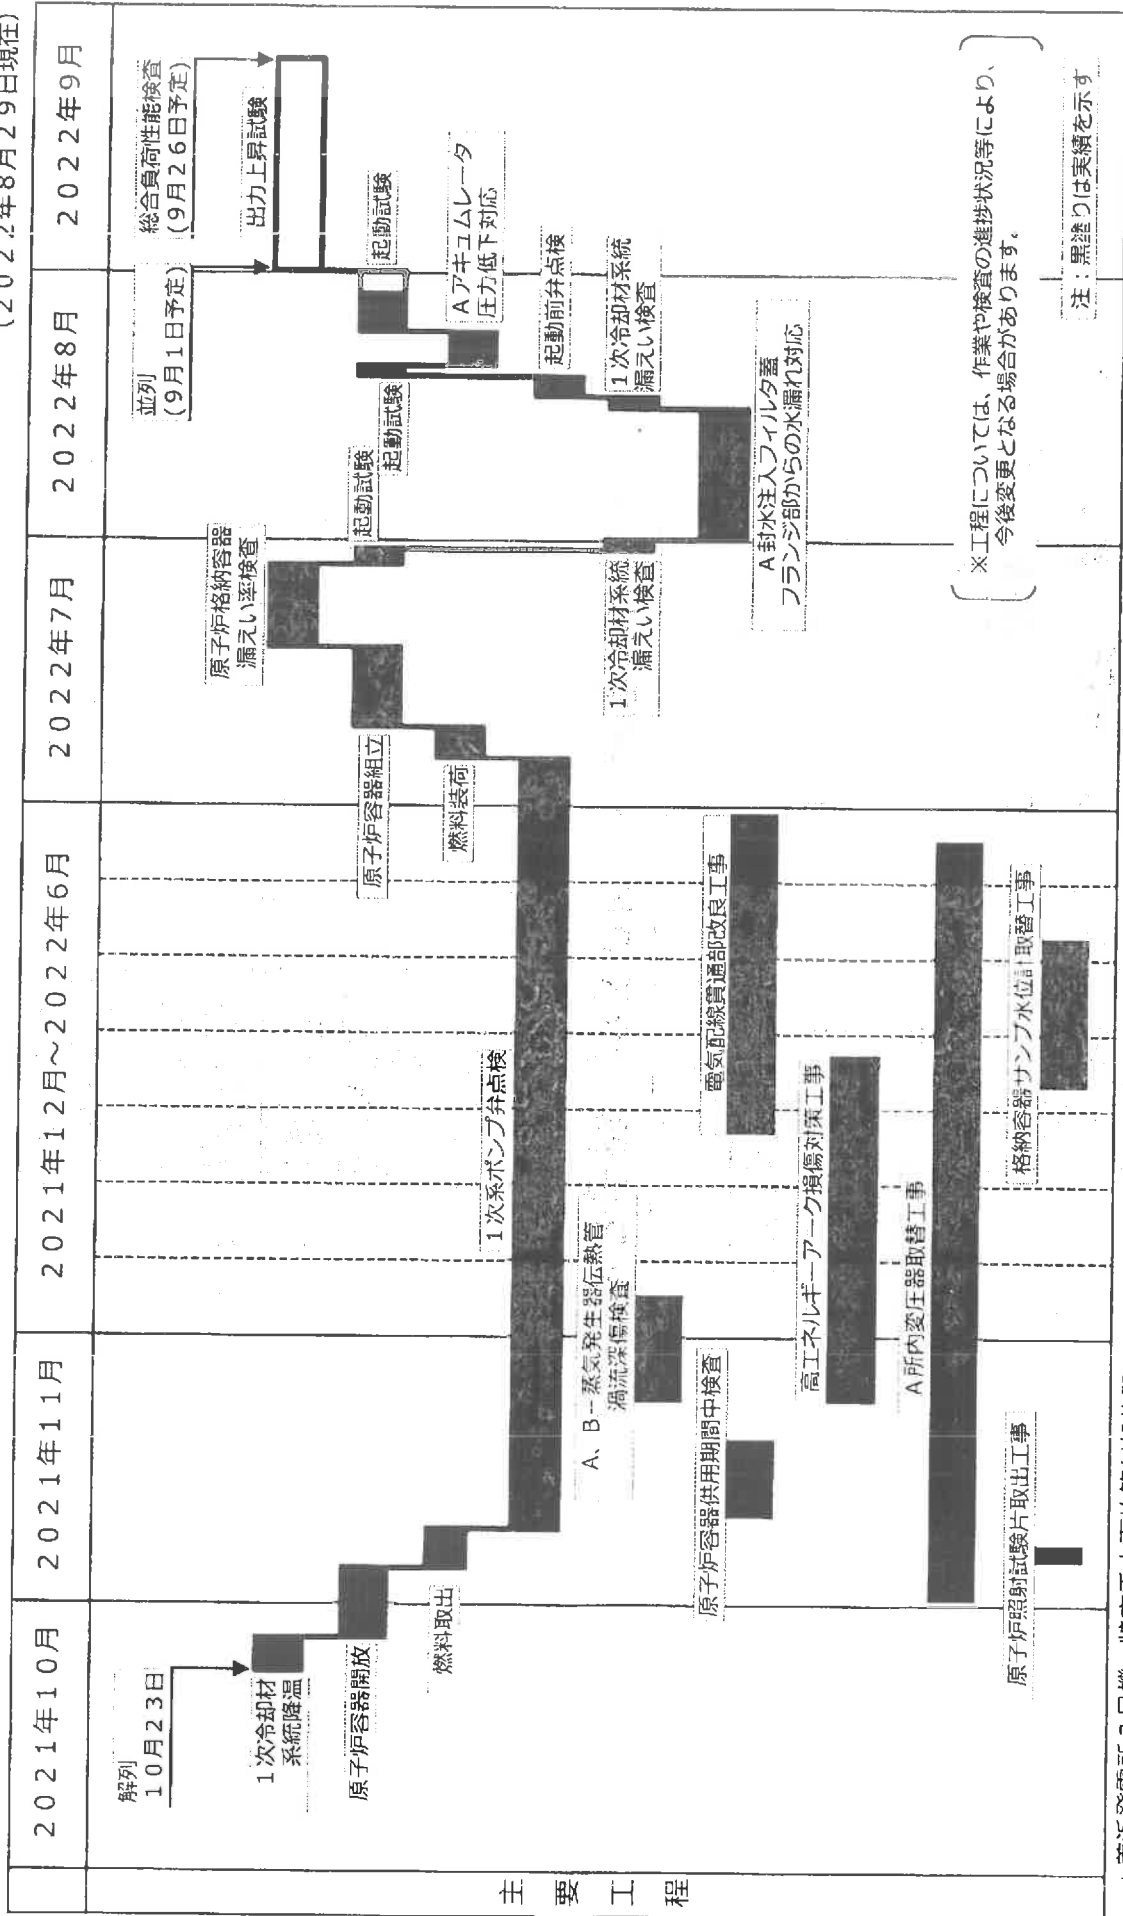 (2022年8月29日現在)
2021年10月
2021年11月
2021年12月～2022年6月
2022年7月
2022年8月
2022年9月
主要工程
解列
10月23日
1次冷却材
系統降温
原子炉容器開放
燃料取出
1次系ポンプ弁点検
燃料装荷
原子炉容器組立
原子炉格納容器
漏えい率検査
起動試験
1次冷却材系統
漏えい検査
A封水注入フィルタ蓋
フランジ部からの水漏れ対応
1次冷却材系統
漏えい検査
起動前弁点検
起動試験
Aアキュムレータ
圧力低下対応
起動試験
並列
(9月1日予定)
出力上昇試験
総合負荷性能検査
(9月26日予定)
A、B－蒸気発生器伝熱管
渦流深傷検査
原子炉容器供用期間中検査
電気配線貫通部改良工事
高エネルギーアーク損傷対策工事
A所内変圧器取替工事
原子炉照射試験片取出工事
格納容器サンプ水位計取替工事
※工程については、作業や検査の進捗状況等により、
今後変更となる場合があります。
注：黒塗りは実績を示す